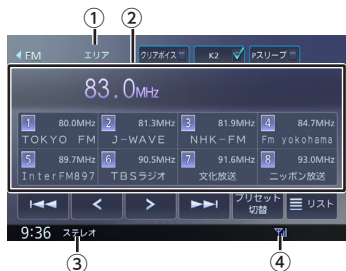 ① ②
FM エリア クリアボイス K2 Pスリープ
83.0MHz
1 80.0MHz 2 81.3MHz 3 81.9MHz 4 84.7MHz
TOKYO FM J-WAVE NHK-FM Fm yokohama
5 89.7MHz 6 90.5MHz 7 91.6MHz 8 93.0MHz
InterFM897 TBSラジオ 文化放送 ニッポン放送
プリセット
切替 リスト
9:36 ステレオ
③ ④